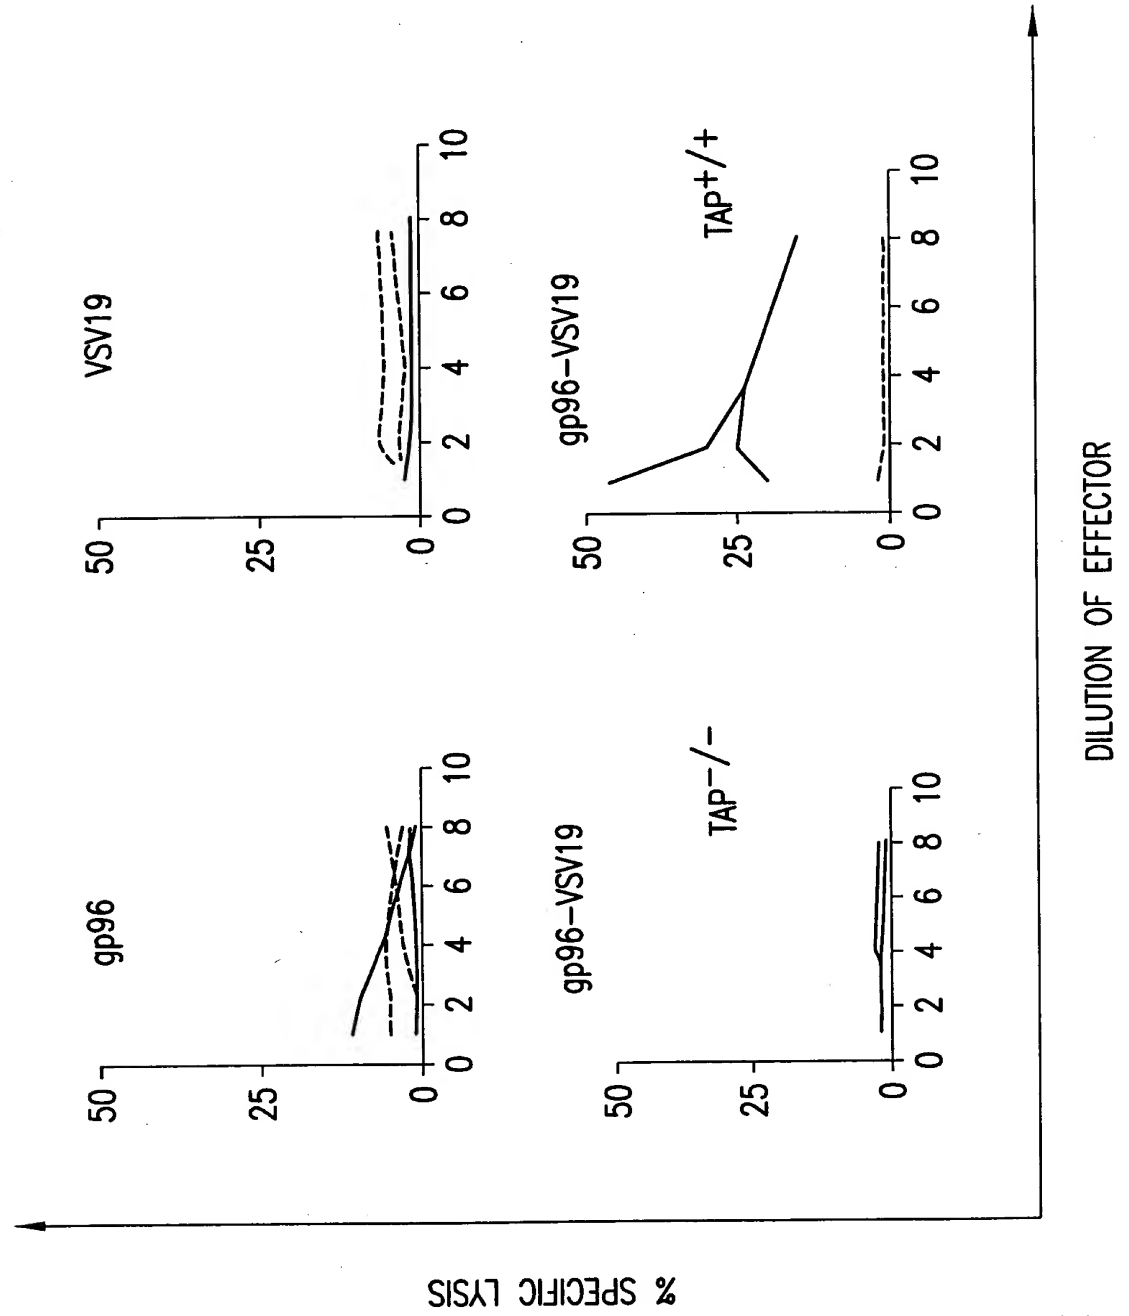 gp96
50
25
0
0 2 4 6 8 10
VSV19
50
25
0
0 2 4 6 8 10
gp96-VSV19
TAP-/-
50
25
0
0 2 4 6 8 10
gp96-VSV19
TAP+/+
50
25
0
0 2 4 6 8 10
% SPECIFIC LYSIS
DILUTION OF EFFECTOR